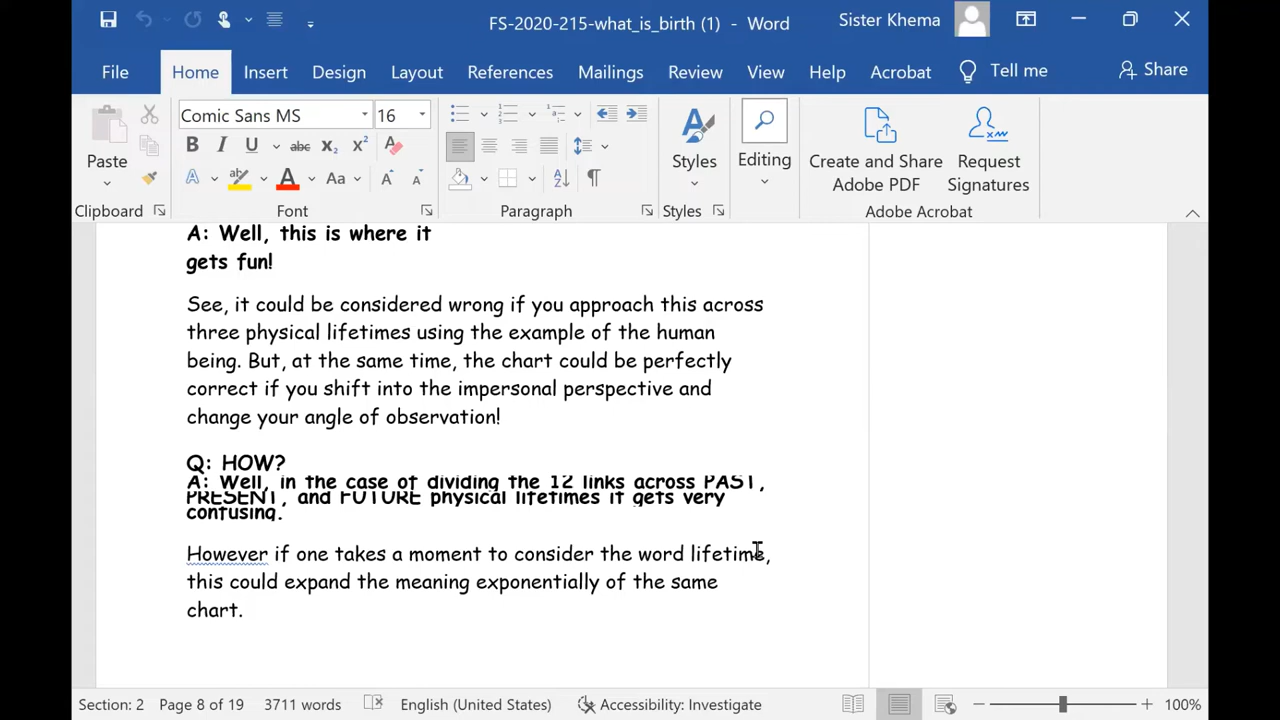 FS-2020-215-what_is_birth (1) - Word
Sister Khema
File Home Insert Design Layout References Mailings Review View Help Acrobat Tell me Share
Paste
Clipboard
Comic Sans MS 16
B I U abc x₂ x²
A ab A Aa A A
Font
Paragraph
Styles
Styles
Editing
Create and Share
Adobe PDF
Request
Signatures
Adobe Acrobat
A: Well, this is where it
gets fun!
See, it could be considered wrong if you approach this across
three physical lifetimes using the example of the human
being. But, at the same time, the chart could be perfectly
correct if you shift into the impersonal perspective and
change your angle of observation!
Q: HOW?
A: Well, in the case of dividing the 12 links across PAST,
PRESENT, and FUTURE physical lifetimes it gets very
confusing.
However if one takes a moment to consider the word lifetime,
this could expand the meaning exponentially of the same
chart.
Section: 2 Page 8 of 19 3711 words English (United States) Accessibility: Investigate 100%